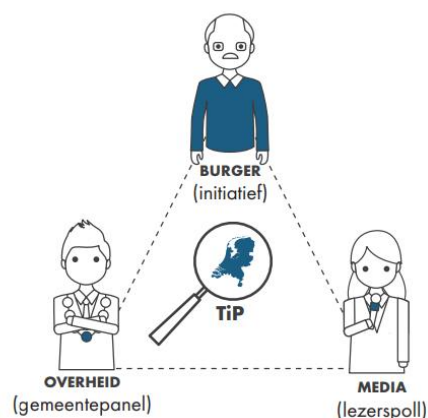 BURGER
(initiatief)
TiP
OVERHEID
(gemeentepanel)
MEDIA
(lezerspoll)